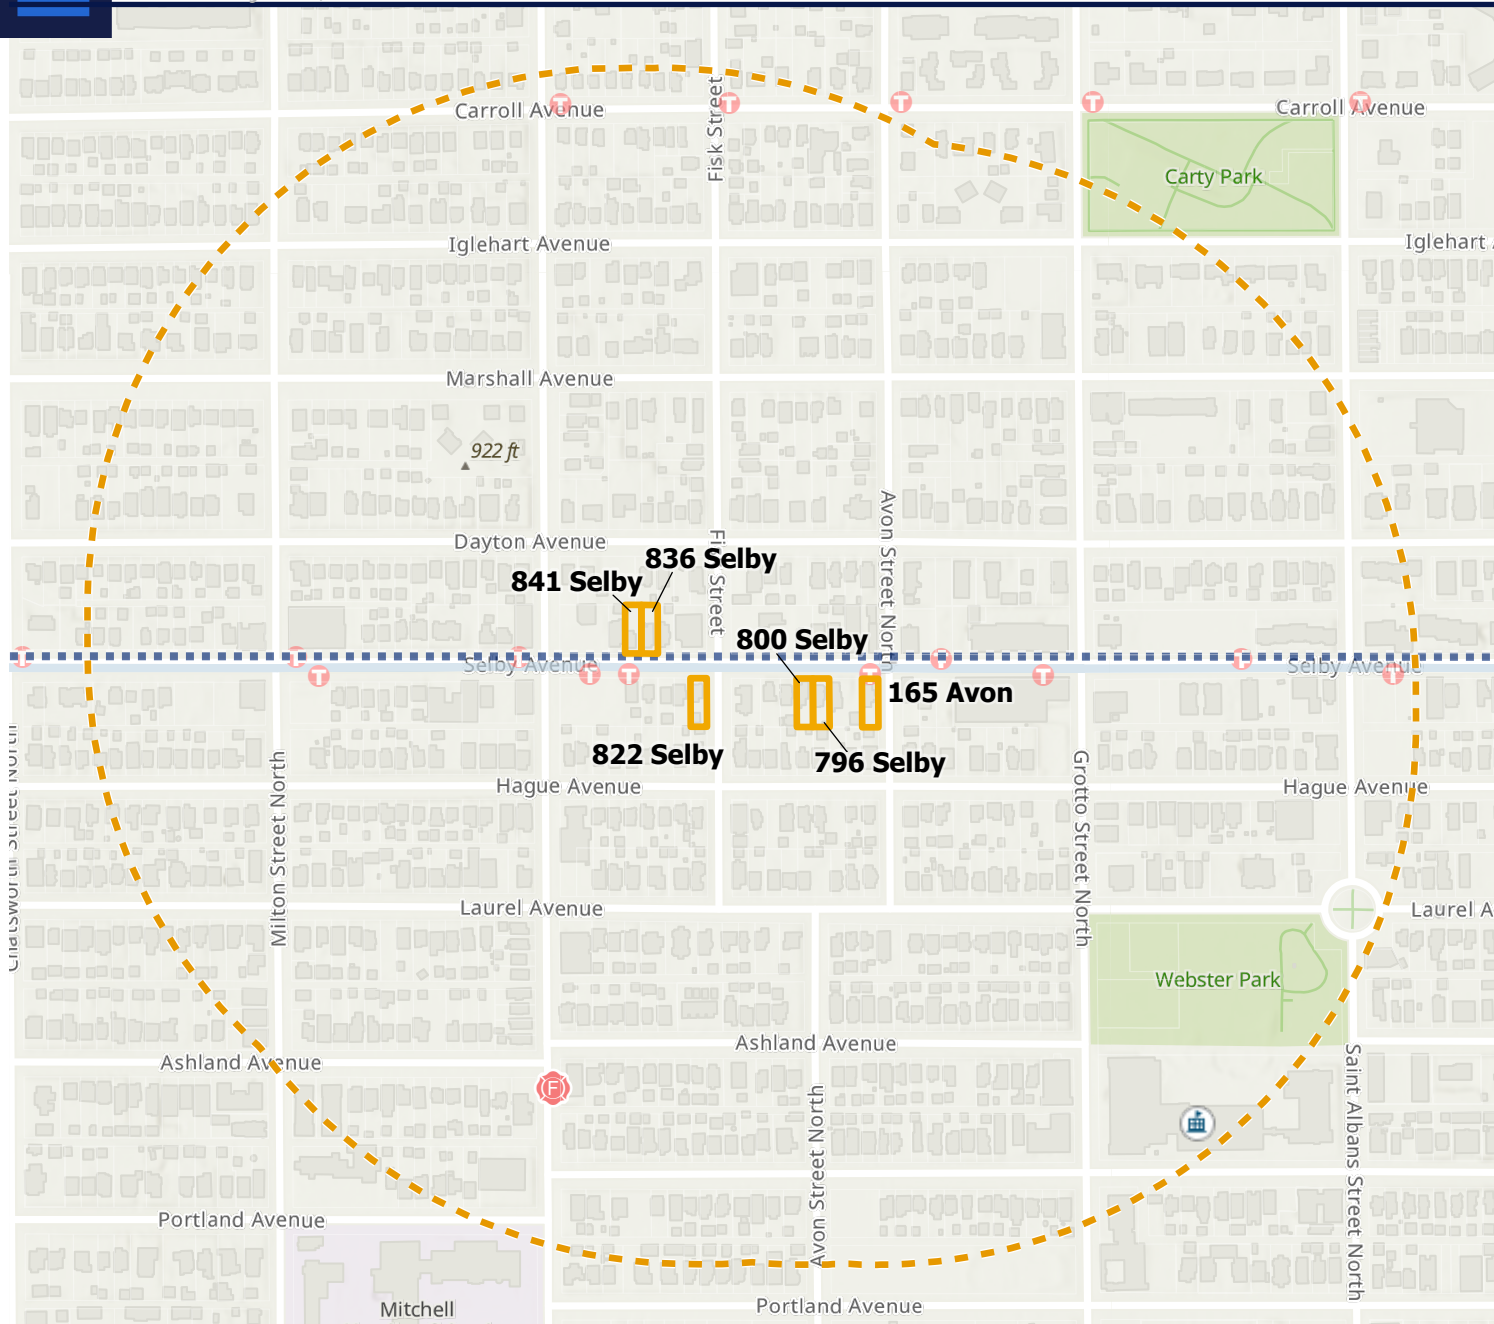 Carroll Avenue
Carroll Avenue
T
T
T
T
T
Fisk Street
Carty Park
Iglehart Avenue
Iglehart
Marshall Avenue
922 ft
Avon Street North
Dayton Avenue
836 Selby
841 Selby
Street
800 Selby
T
T
T
T
T
T
T
T
T
T
T
Selby Avenue
Selby Avenue
165 Avon
822 Selby
796 Selby
Chatsworth Street North
Milton Street North
Grotto Street North
Hague Avenue
Hague Avenue
Laurel Avenue
Laurel A
Webster Park
Ashland Avenue
Ashland Avenue
F
Avon Street North
Saint Albans Street North
Portland Avenue
Portland Avenue
Mitchell